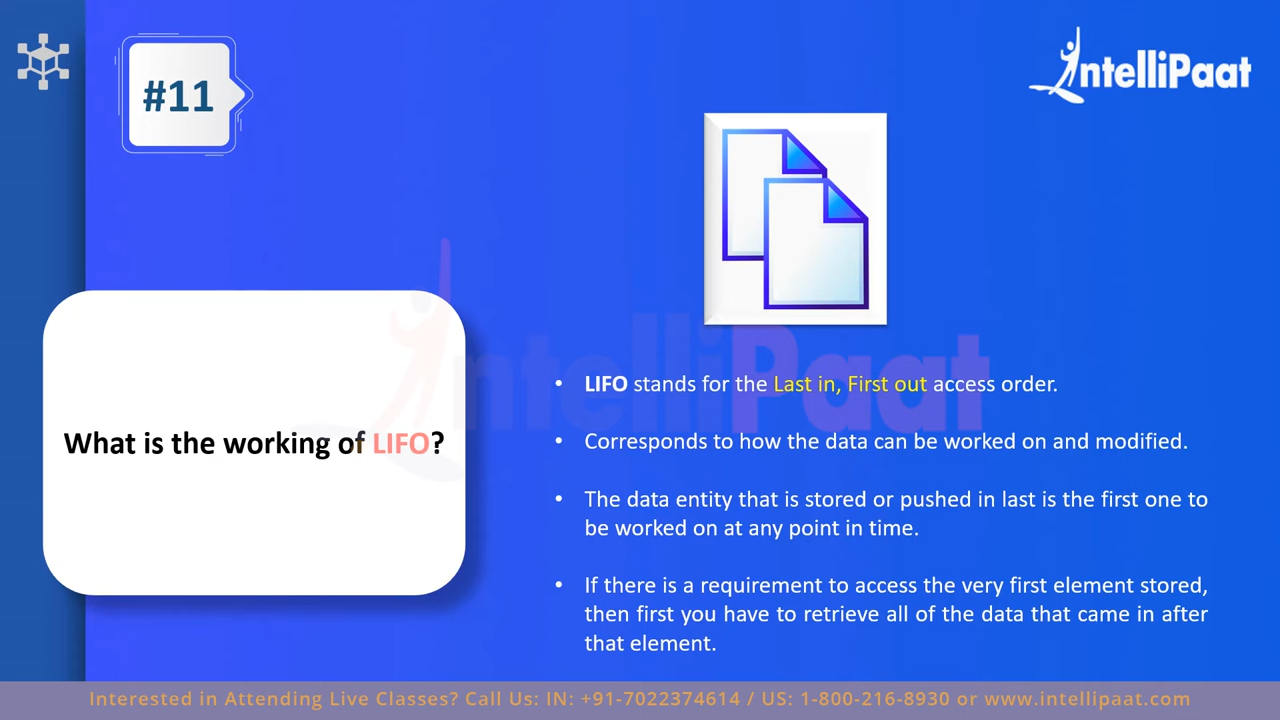 #11
IntelliPaat
What is the working of LIFO?
IntelliPaat
• LIFO stands for the Last in, First out access order.
• Corresponds to how the data can be worked on and modified.
• The data entity that is stored or pushed in last is the first one to
be worked on at any point in time.
• If there is a requirement to access the very first element stored,
then first you have to retrieve all of the data that came in after
that element.
Interested in Attending Live Classes? Call Us: IN: +91-7022374614 / US: 1-800-216-8930 or www.intellipaat.com